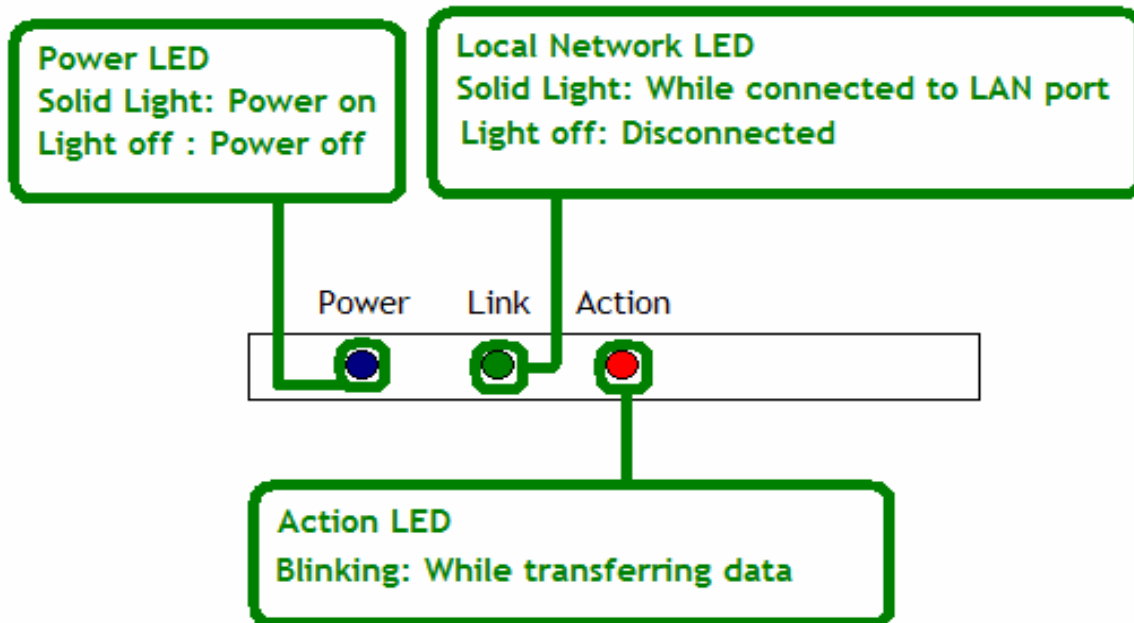 Power LED
Solid Light: Power on
Light off : Power off
Local Network LED
Solid Light: While connected to LAN port
Light off: Disconnected
Power Link Action
Action LED
Blinking: While transferring data